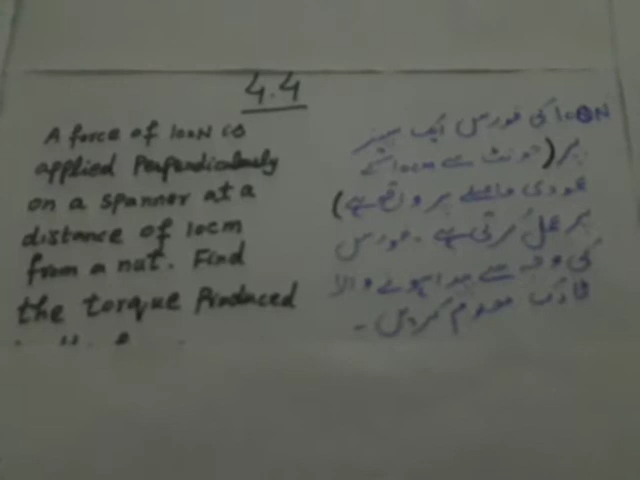 4.4
A force of 100N is
applied Perpendicularly
on a spanner at a
distance of 10cm
from a nut. Find
the torque Produced
100N کی فورس ایک سپینر
پر (جو نٹ سے 10cm کے
عمودی فاصلے پر واقع ہے)
پر عمل کرتی ہے۔ فورس
کی وجہ سے پیدا ہونے والا
ٹارک معلوم کریں۔